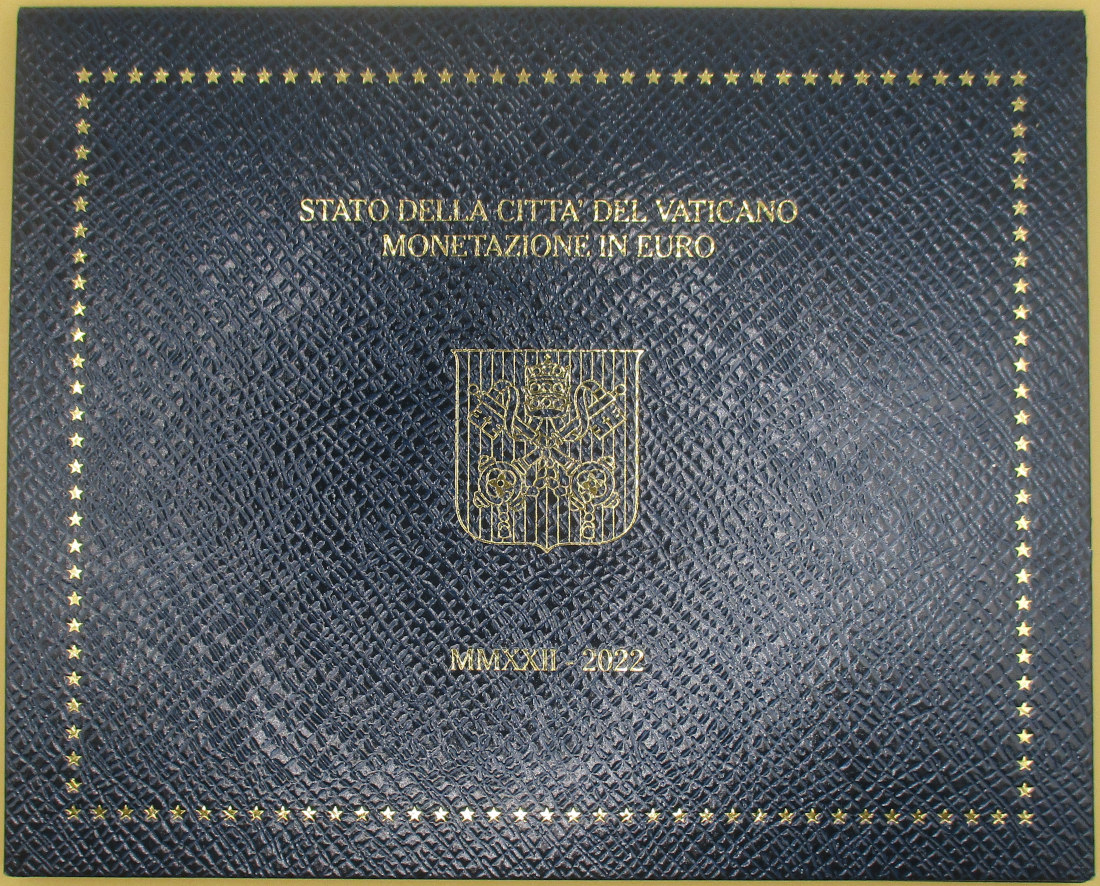 STATO DELLA CITTA' DEL VATICANO
MONETAZIONE IN EURO
MMXXII - 2022